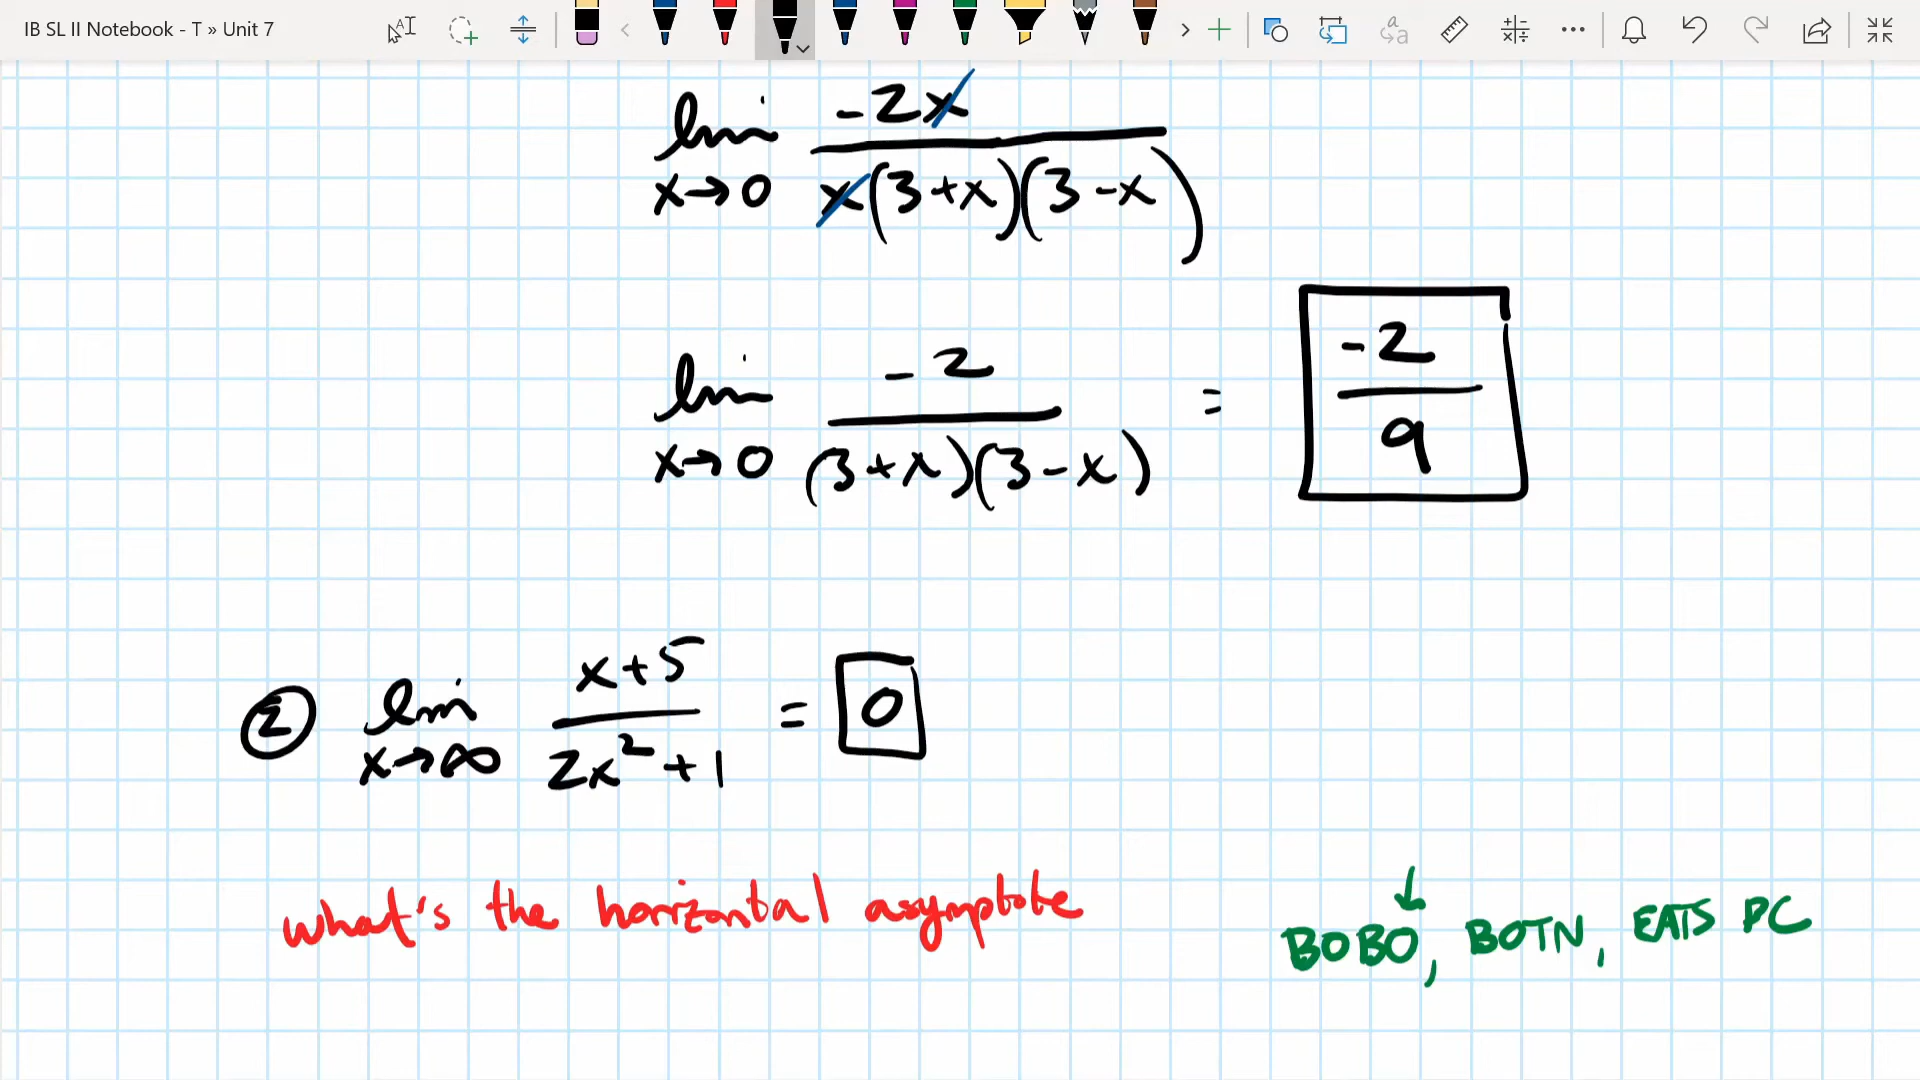 IB SL II Notebook - T » Unit 7
lim x→0 -2x / x(3+x)(3-x)
lim x→0 -2 / (3+x)(3-x) = -2/9
② lim x→∞ x+5 / 2x²+1 = 0
what's the horizontal asymptote
↓
BOBO, BOTN, EATS DC